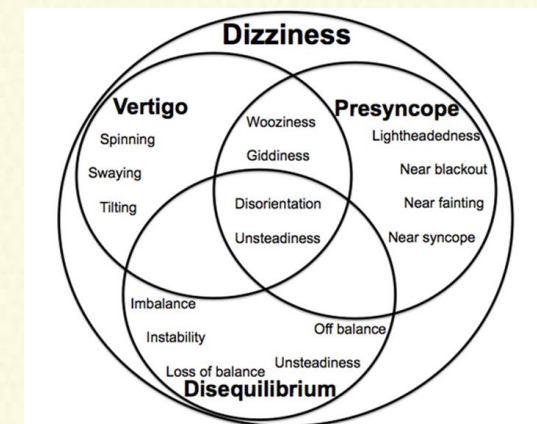 Dizziness
Vertigo
Spinning
Swaying
Tilting
Wooziness
Giddiness
Disorientation
Unsteadiness
Presyncope
Lightheadedness
Near blackout
Near fainting
Near syncope
Imbalance
Instability
Loss of balance
Off balance
Unsteadiness
Disequilibrium